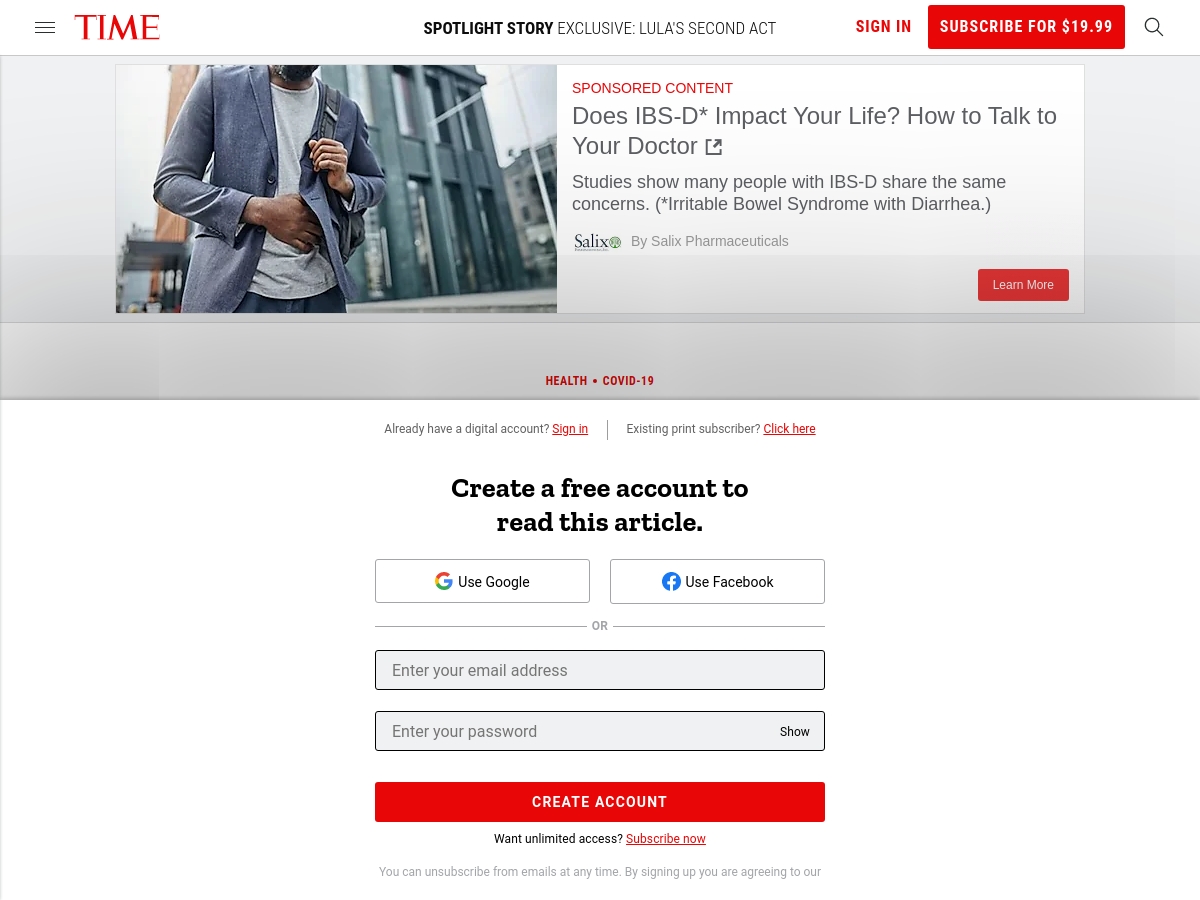 TIME
SPOTLIGHT STORY EXCLUSIVE: LULA'S SECOND ACT
SIGN IN
SUBSCRIBE FOR $19.99
SPONSORED CONTENT
Does IBS-D* Impact Your Life? How to Talk to
Your Doctor
Studies show many people with IBS-D share the same
concerns. (*Irritable Bowel Syndrome with Diarrhea.)
Salix By Salix Pharmaceuticals
Learn More
HEALTH • COVID-19
Already have a digital account? Sign in
Existing print subscriber? Click here
Create a free account to
read this article.
Use Google
Use Facebook
OR
Enter your email address
Enter your password
Show
CREATE ACCOUNT
Want unlimited access? Subscribe now
You can unsubscribe from emails at any time. By signing up you are agreeing to our